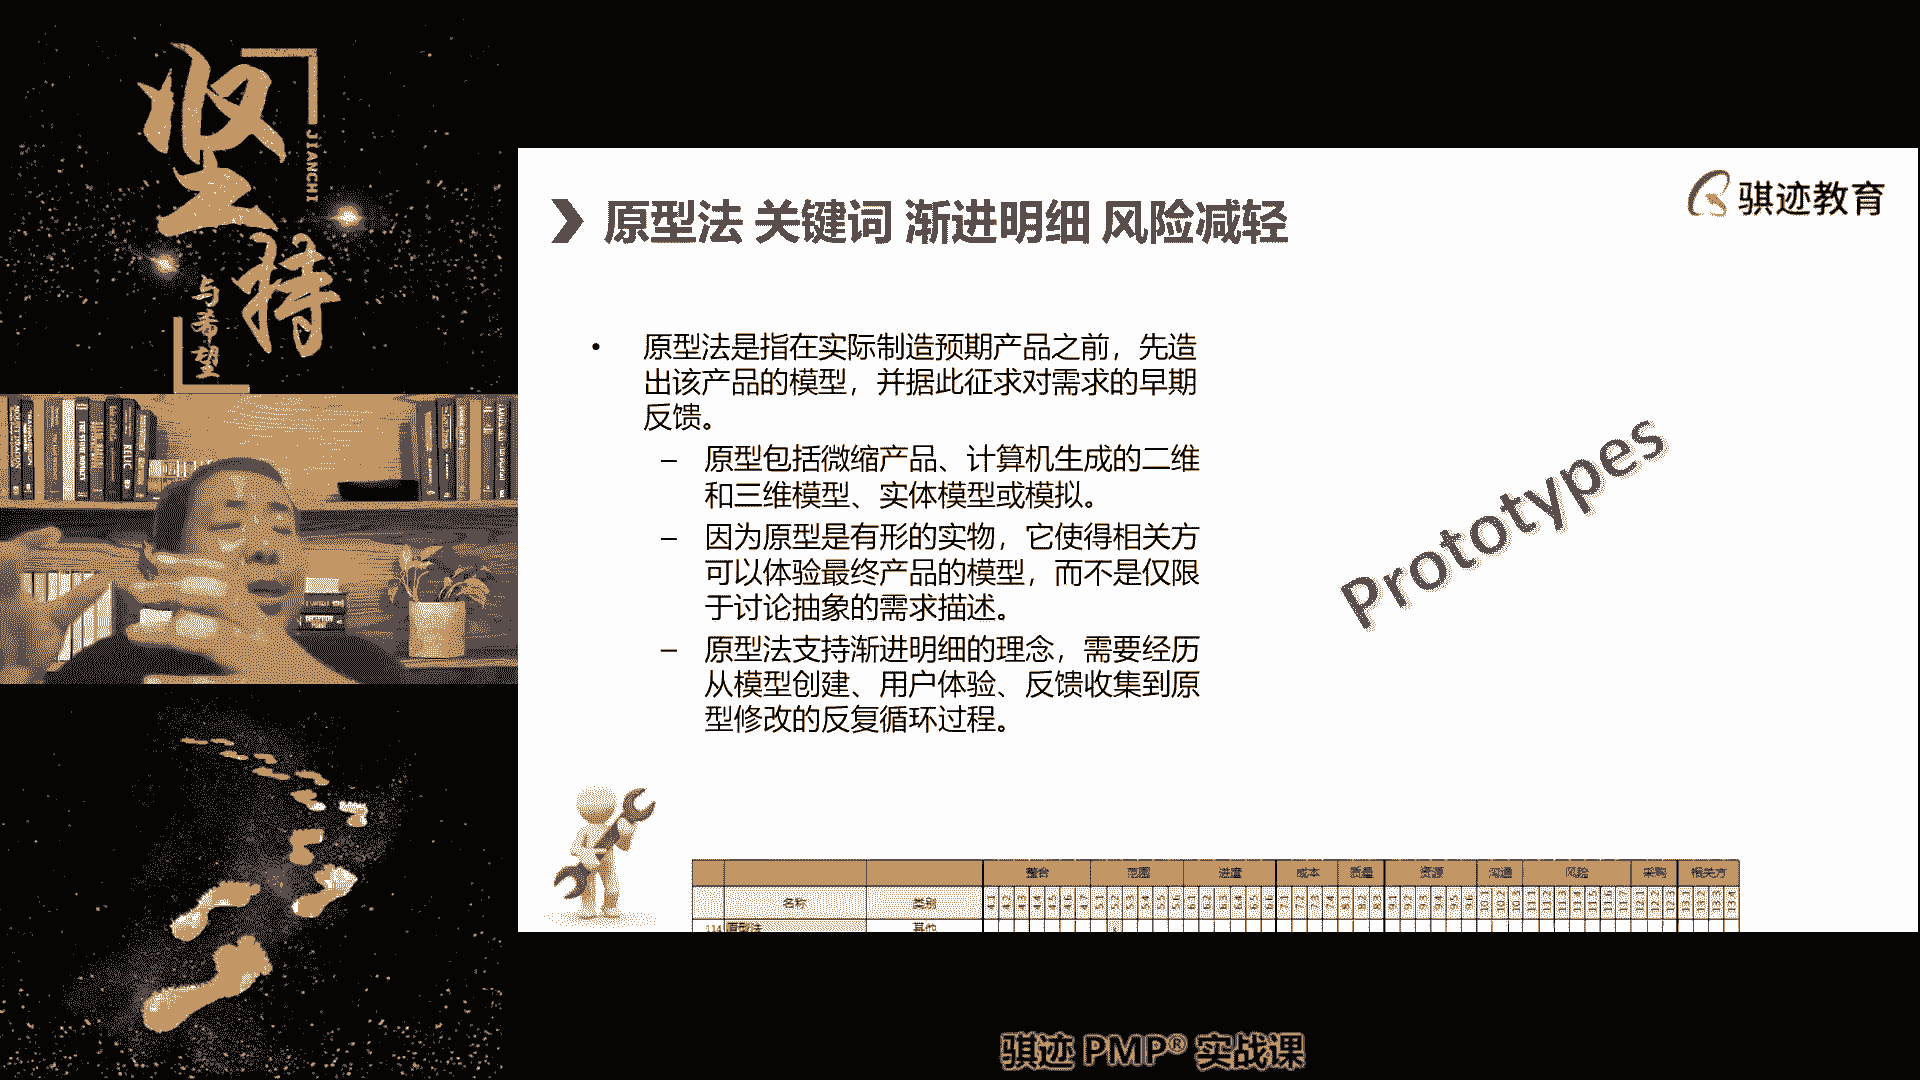 坚持
JIANCHI
与希望
骐迹教育
原型法 关键词 渐进明细 风险减轻
• 原型法是指在实际制造预期产品之前，先造
出该产品的模型，并据此征求对需求的早期
反馈。
– 原型包括微缩产品、计算机生成的二维
和三维模型、实体模型或模拟。
– 因为原型是有形的实物，它使得相关方
可以体验最终产品的模型，而不是仅限
于讨论抽象的需求描述。
– 原型法支持渐进明细的理念，需要经历
从模型创建、用户体验、反馈收集到原
型修改的反复循环过程。
Prototypes
整合 范围 进度 成本 质量 资源 沟通 风险 采购 相关方
名称 类别
114 原型法 其他
骐迹 PMP® 实战课